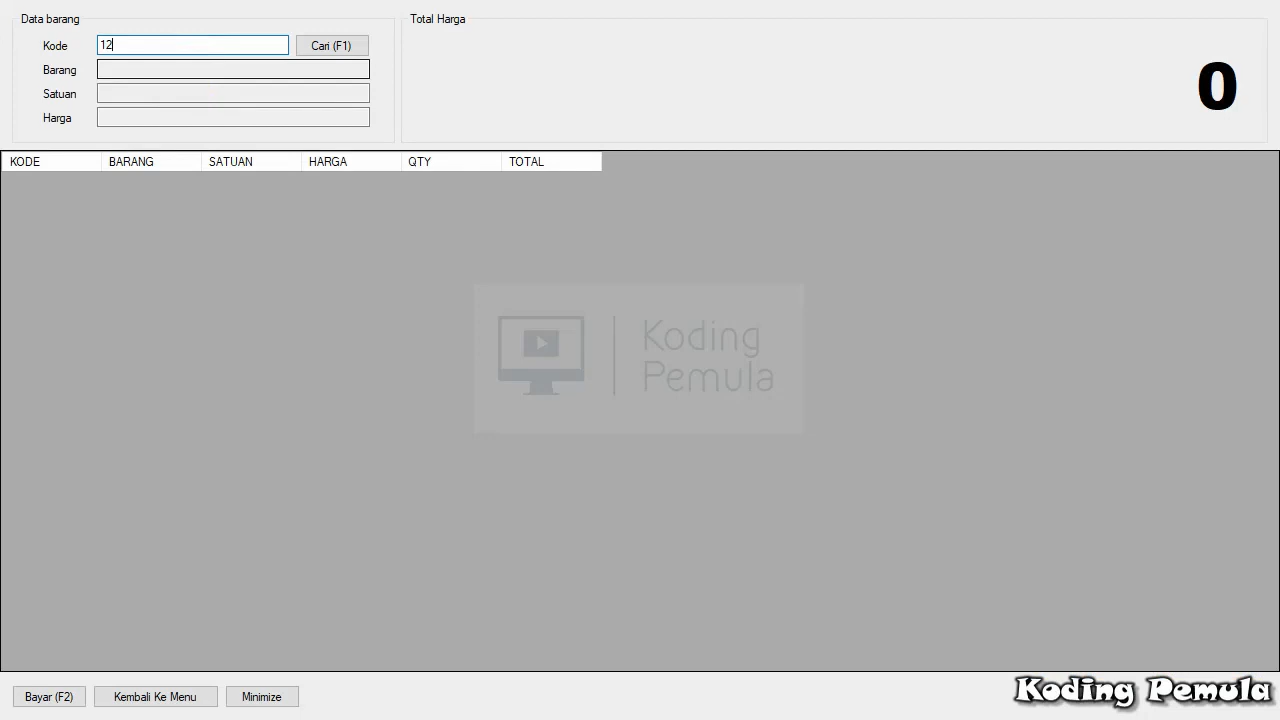 Data barang
Kode 12 Cari (F1)
Barang
Satuan
Harga
Total Harga
0
KODE BARANG SATUAN HARGA QTY TOTAL
Koding
Pemula
Bayar (F2) Kembali Ke Menu Minimize
Koding Pemula